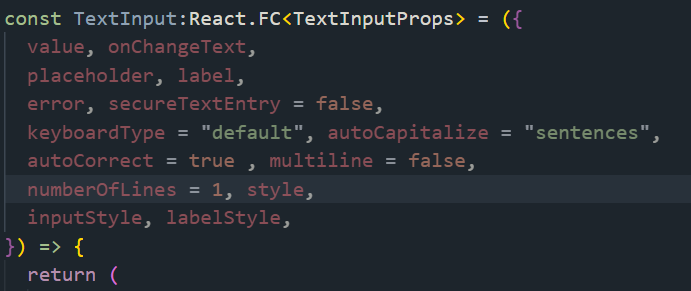 const TextInput:React.FC<TextInputProps> = ({
value, onChangeText,
placeholder, label,
error, secureTextEntry = false,
keyboardType = "default", autoCapitalize = "sentences",
autoCorrect = true , multiline = false,
numberOfLines = 1, style,
inputStyle, labelStyle,
}) => {
return (